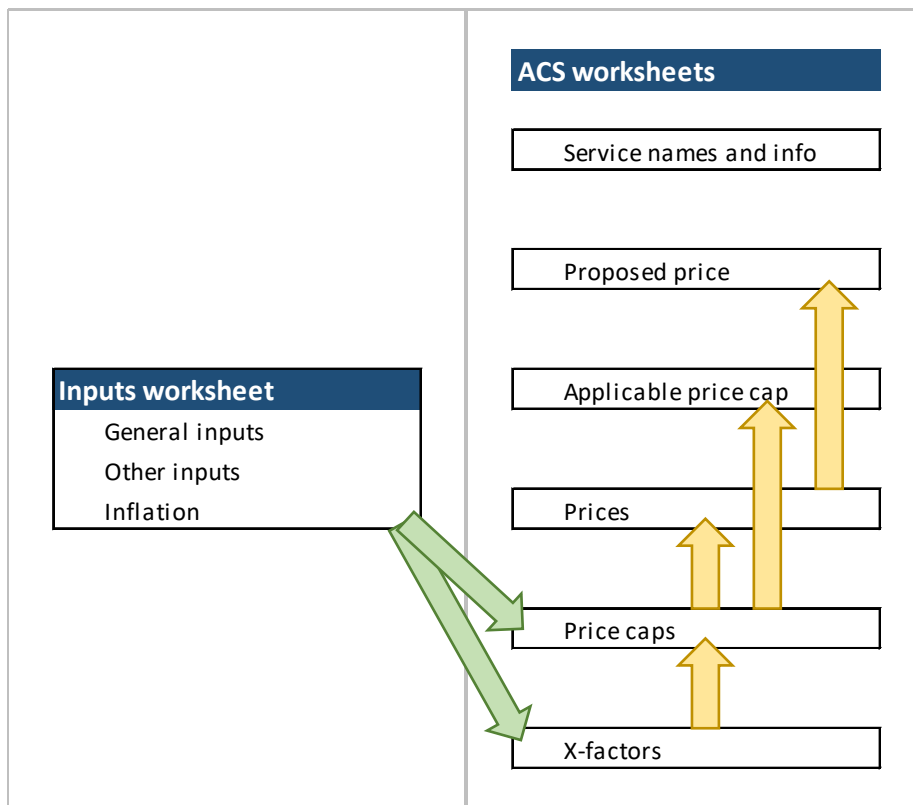 Inputs worksheet
General inputs
Other inputs
Inflation
ACS worksheets
Service names and info
Proposed price
Applicable price cap
Prices
Price caps
X-factors